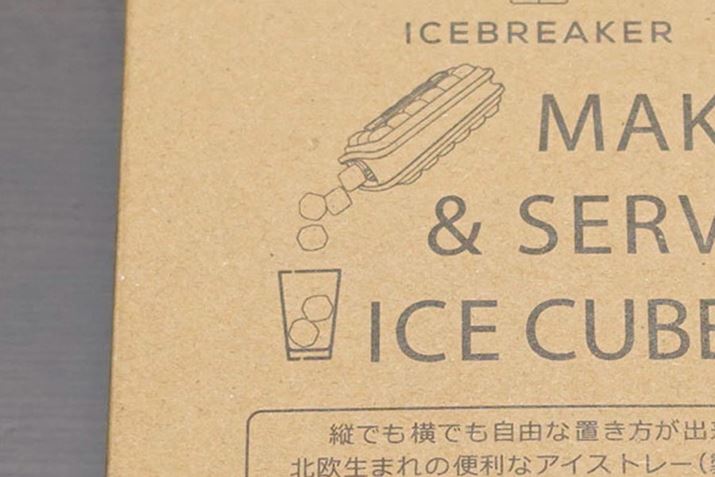 ICEBREAKER
MAK
& SERV
ICE CUBE
縦でも横でも自由な置き方が出
北欧生まれの便利なアイストレー(